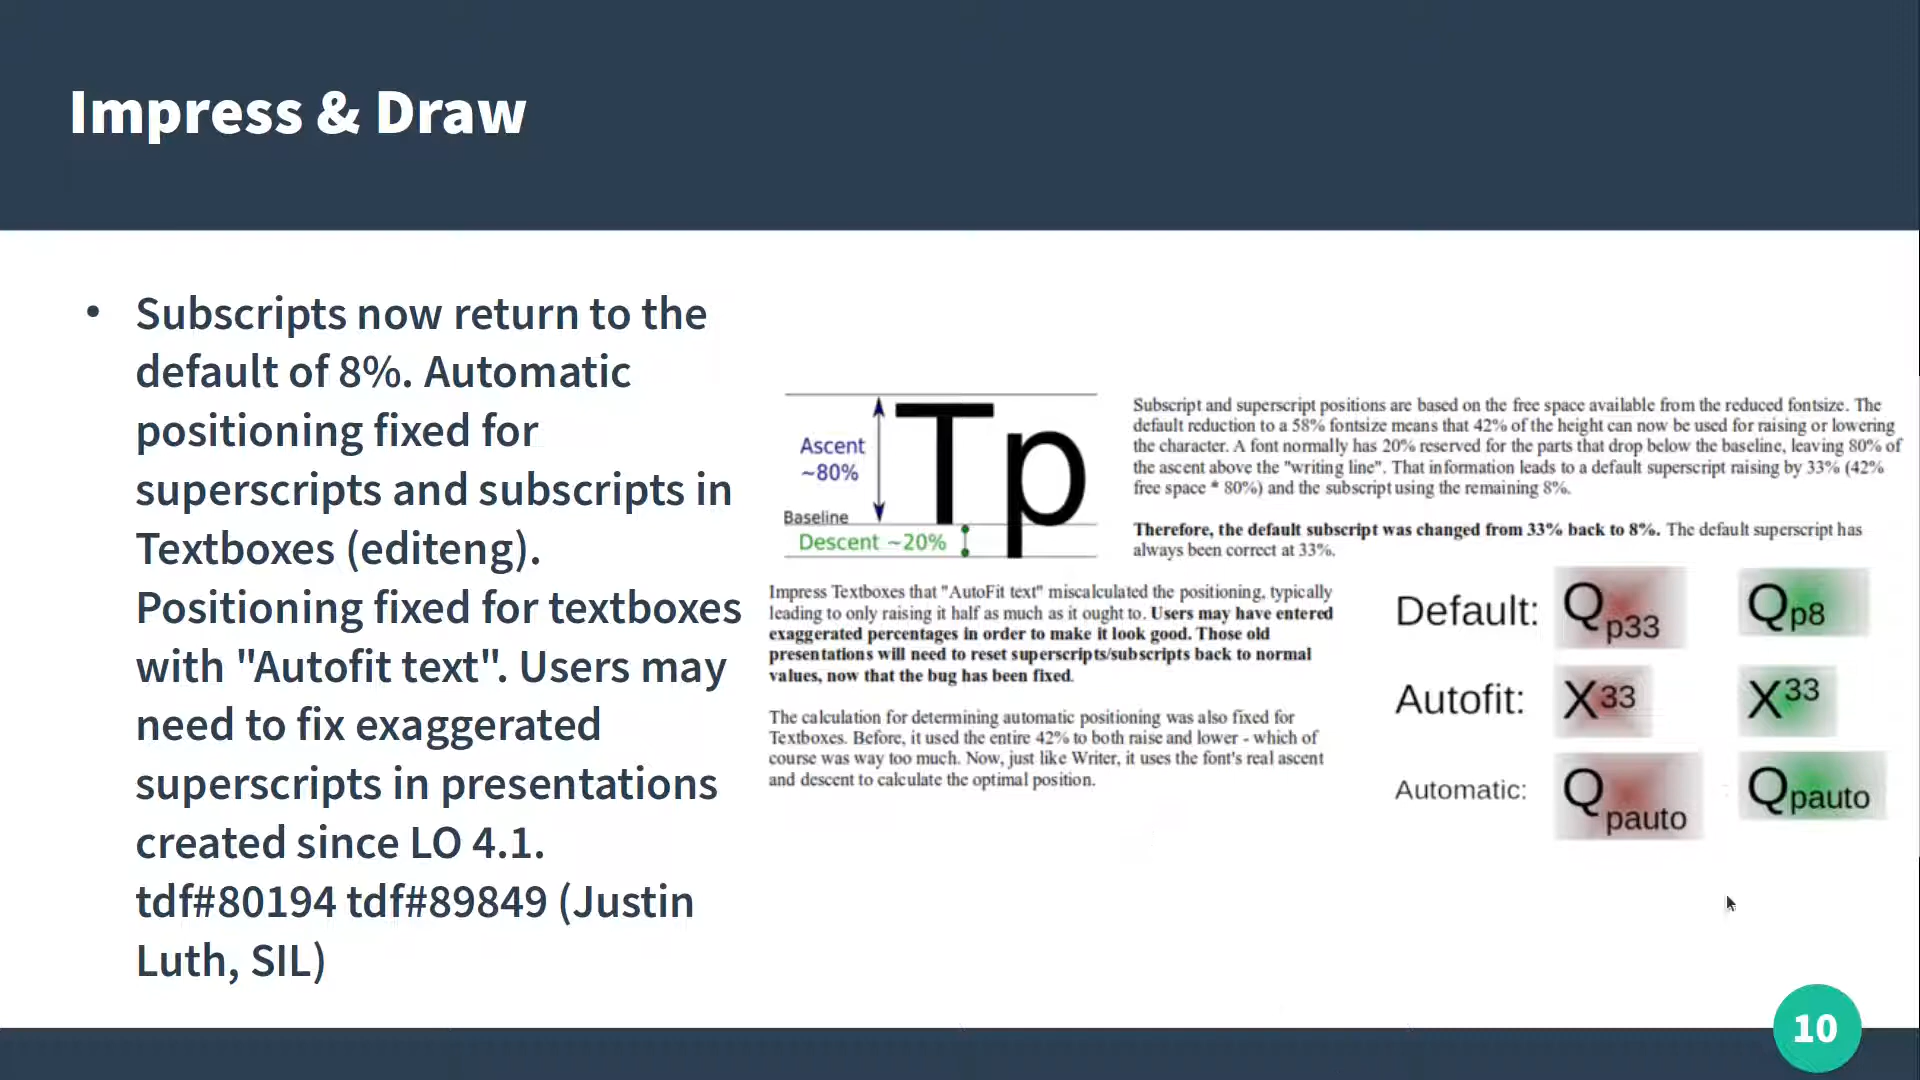 Impress & Draw
• Subscripts now return to the
default of 8%. Automatic
positioning fixed for
superscripts and subscripts in
Textboxes (editeng).
Positioning fixed for textboxes
with "Autofit text". Users may
need to fix exaggerated
superscripts in presentations
created since LO 4.1.
tdf#80194 tdf#89849 (Justin
Luth, SIL)
Ascent
~80%
Tp
Baseline
Descent ~20%
Subscript and superscript positions are based on the free space available from the reduced fontsize. The
default reduction to a 58% fontsize means that 42% of the height can now be used for raising or lowering
the character. A font normally has 20% reserved for the parts that drop below the baseline, leaving 80% of
the ascent above the "writing line". That information leads to a default superscript raising by 33% (42%
free space * 80%) and the subscript using the remaining 8%.
Therefore, the default subscript was changed from 33% back to 8%. The default superscript has
always been correct at 33%.
Impress Textboxes that "AutoFit text" miscalculated the positioning, typically
leading to only raising it half as much as it ought to. Users may have entered
exaggerated percentages in order to make it look good. Those old
presentations will need to reset superscripts/subscripts back to normal
values, now that the bug has been fixed.
The calculation for determining automatic positioning was also fixed for
Textboxes. Before, it used the entire 42% to both raise and lower - which of
course was way too much. Now, just like Writer, it uses the font's real ascent
and descent to calculate the optimal position.
Default: Qp33 Qp8
Autofit: X33 X33
Automatic: Qpauto Qpauto
10